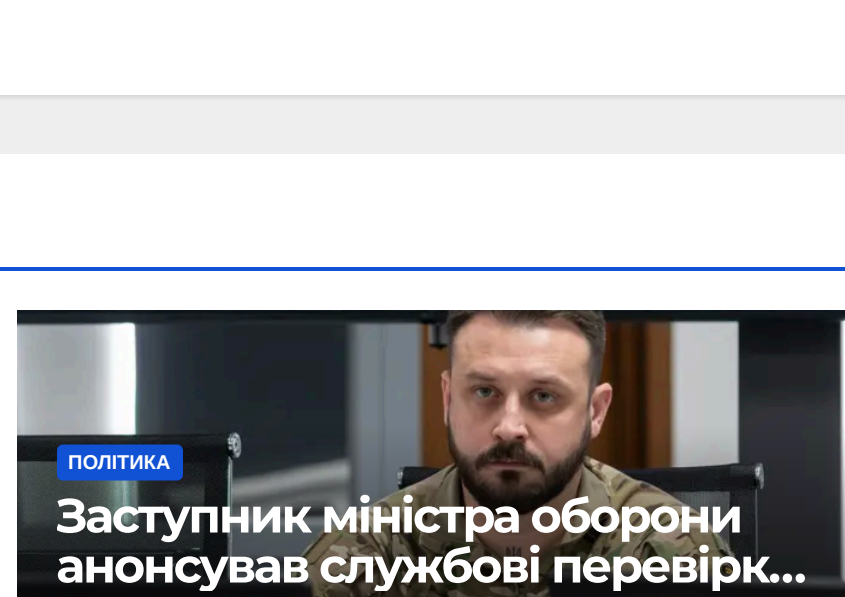 ПОЛІТИКА
Заступник міністра оборони
анонсував службові перевірк...